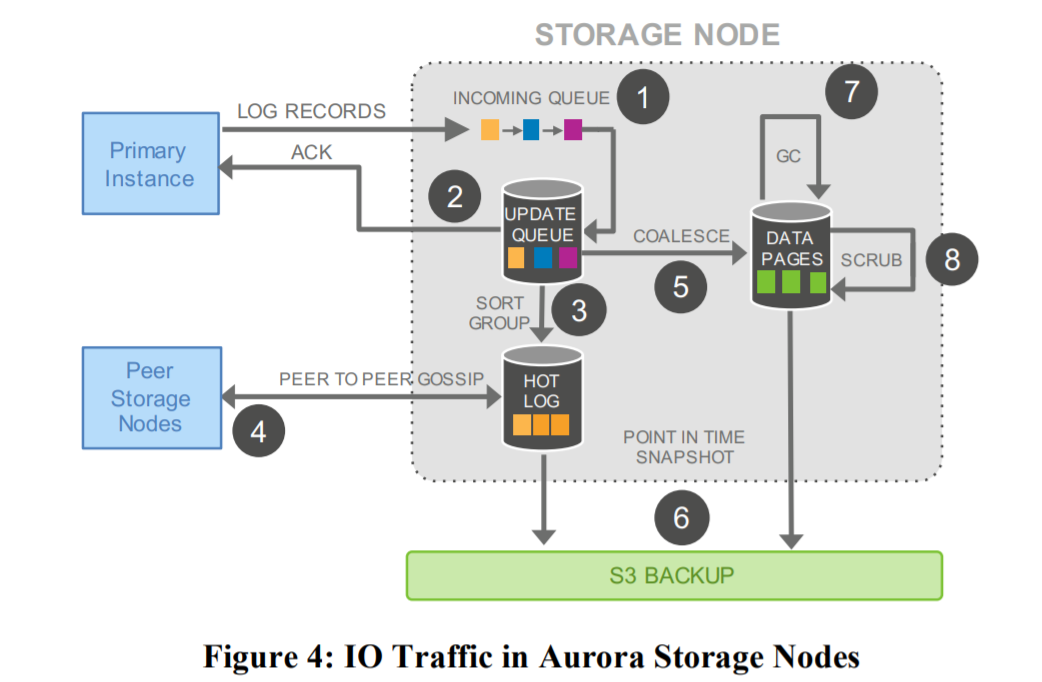 STORAGE NODE
LOG RECORDS
INCOMING QUEUE
1
7
Primary
Instance
ACK
GC
2
UPDATE
QUEUE
COALESCE
DATA
PAGES
SCRUB
8
5
SORT
GROUP
3
Peer
Storage
Nodes
PEER TO PEER GOSSIP
4
HOT
LOG
POINT IN TIME
SNAPSHOT
6
S3 BACKUP
Figure 4: IO Traffic in Aurora Storage Nodes